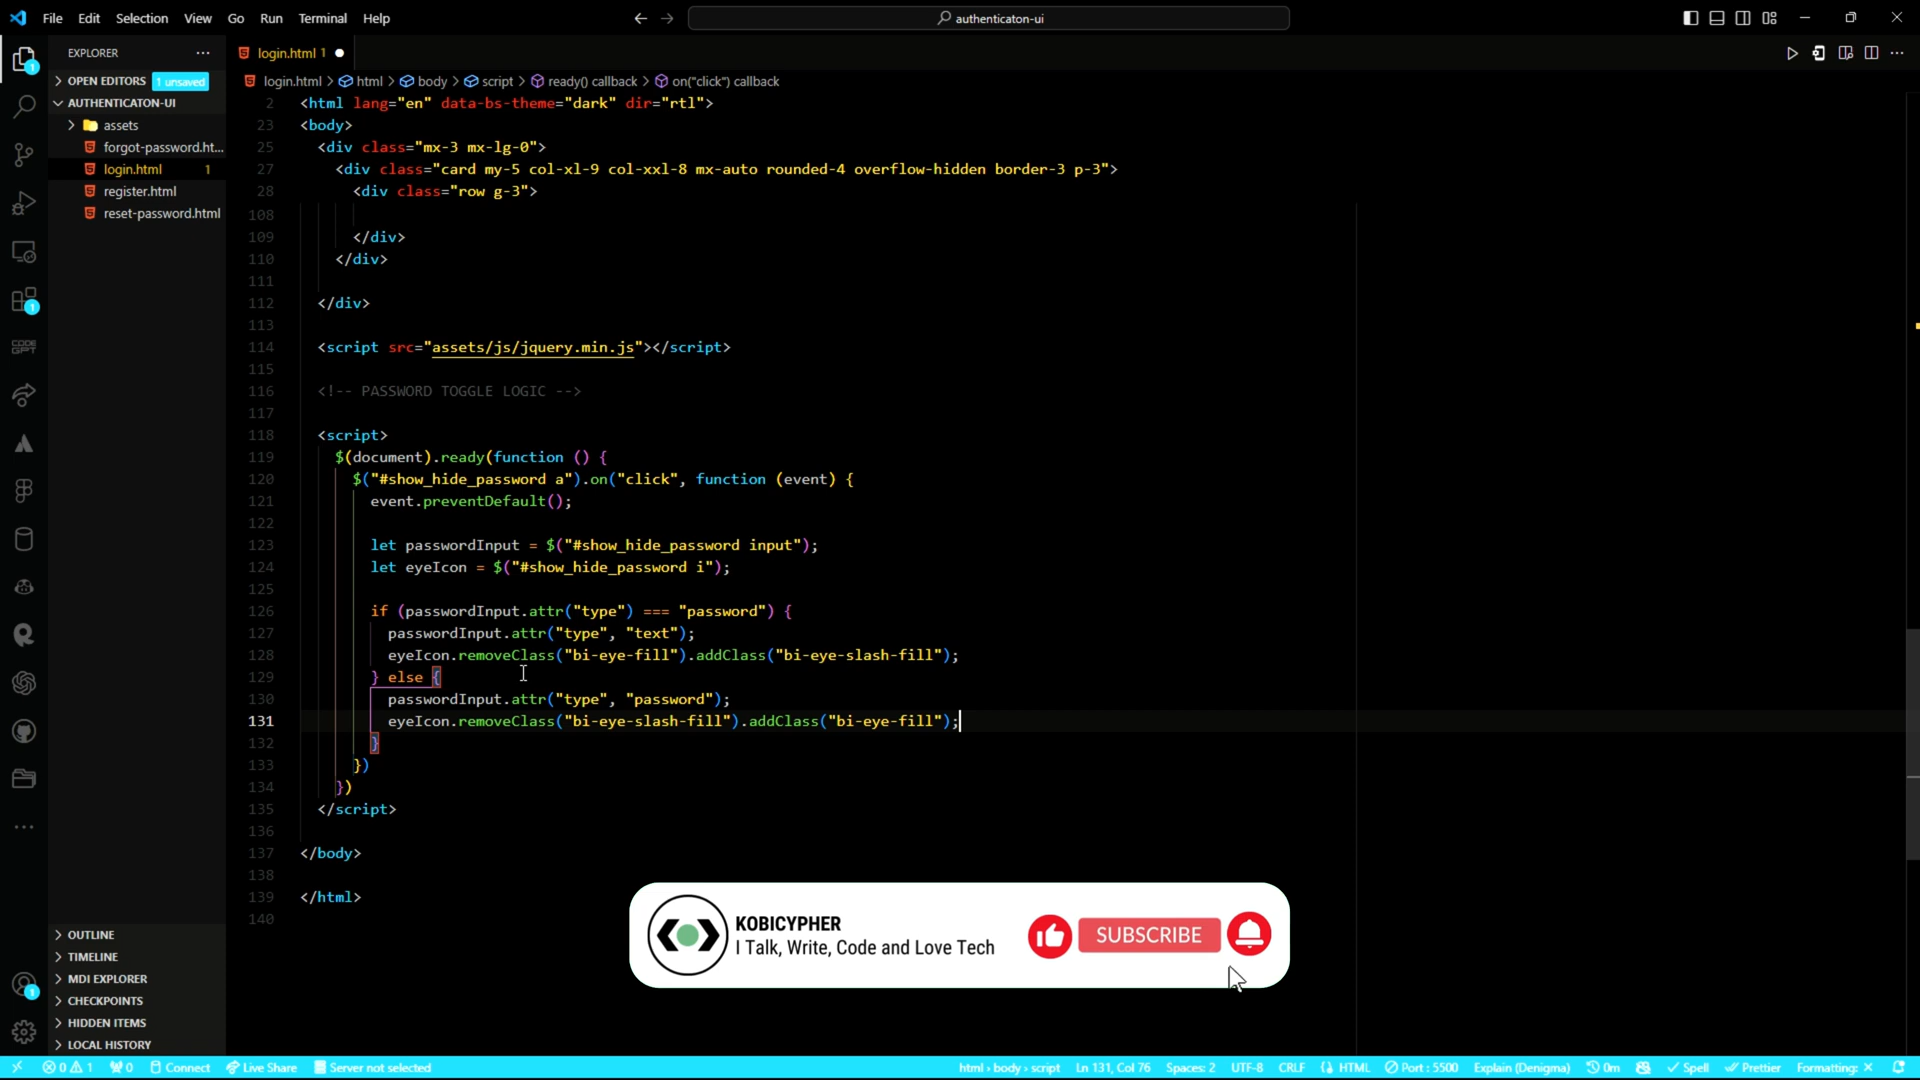 File Edit Selection View Go Run Terminal Help
authenticaton-ui
EXPLORER
login.html 1
OPEN EDITORS 1 unsaved
login.html > html > body > script > ready() callback > on("click") callback
AUTHENTICATON-UI
assets
forgot-password.ht...
login.html 1
register.html
reset-password.html
2 <html lang="en" data-bs-theme="dark" dir="rtl">
23 <body>
25 <div class="mx-3 mx-lg-0">
27 <div class="card my-5 col-xl-9 col-xxl-8 mx-auto rounded-4 overflow-hidden border-3 p-3">
28 <div class="row g-3">
108
109 </div>
110 </div>
111
112 </div>
113
114 <script src="assets/js/jquery.min.js"></script>
115
116 <!-- PASSWORD TOGGLE LOGIC -->
117
118 <script>
119 $(document).ready(function () {
120 $("#show_hide_password a").on("click", function (event) {
121 event.preventDefault();
122
123 let passwordInput = $("#show_hide_password input");
124 let eyeIcon = $("#show_hide_password i");
125
126 if (passwordInput.attr("type") === "password") {
127 passwordInput.attr("type", "text");
128 eyeIcon.removeClass("bi-eye-fill").addClass("bi-eye-slash-fill");
129 } else {
130 passwordInput.attr("type", "password");
131 eyeIcon.removeClass("bi-eye-slash-fill").addClass("bi-eye-fill");
132 }
133 })
134 })
135 </script>
136
137 </body>
138
139 </html>
140
KOBICYPHER
I Talk, Write, Code and Love Tech
SUBSCRIBE
OUTLINE
TIMELINE
MDI EXPLORER
CHECKPOINTS
HIDDEN ITEMS
LOCAL HISTORY
CODE
GPT
1
1
1
0 1 0 Connect Live Share Server not selected html > body > script Ln 131, Col 76 Spaces: 2 UTF-8 CRLF HTML Port : 5500 Explain (Denigma) 0m Spell Prettier Formatting: ×